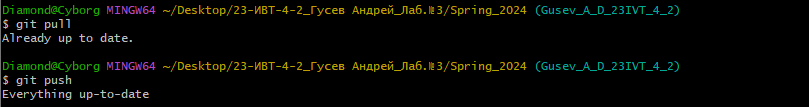 Diamond@Cyborg MINGW64 ~/Desktop/23-ИВТ-4-2_Гусев Андрей_Лаб.№3/Spring_2024 (Gusev_A_D_23IVT_4_2)
$ git pull
Already up to date.
Diamond@Cyborg MINGW64 ~/Desktop/23-ИВТ-4-2_Гусев Андрей_Лаб.№3/Spring_2024 (Gusev_A_D_23IVT_4_2)
$ git push
Everything up-to-date